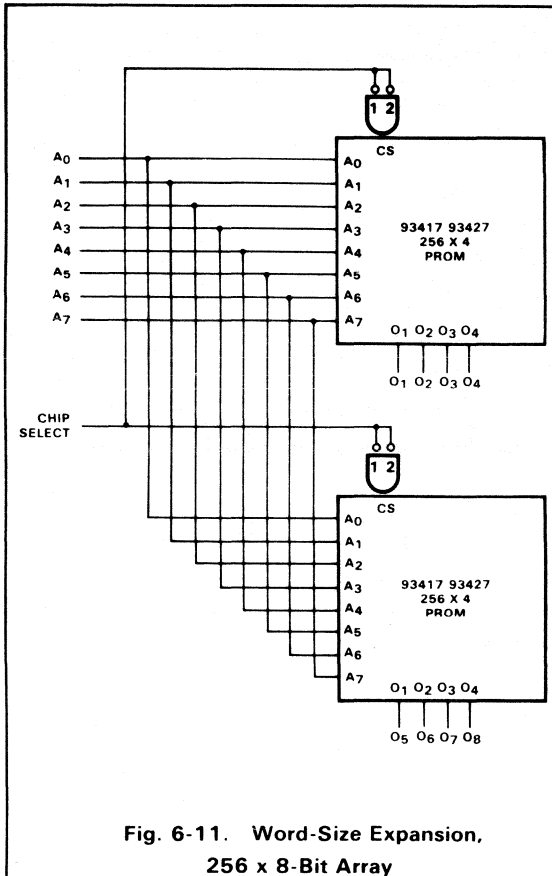 1 2
CS
A0
A1
A2
A3
A4
A5
A6
A7
A0
A1
A2
A3
A4
A5
A6
A7
93417 93427
256 X 4
PROM
O1 O2 O3 O4
O1 O2 O3 O4
CHIP
SELECT
1 2
CS
A0
A1
A2
A3
A4
A5
A6
A7
93417 93427
256 X 4
PROM
O1 O2 O3 O4
O5 O6 O7 O8
Fig. 6-11. Word-Size Expansion,
256 x 8-Bit Array